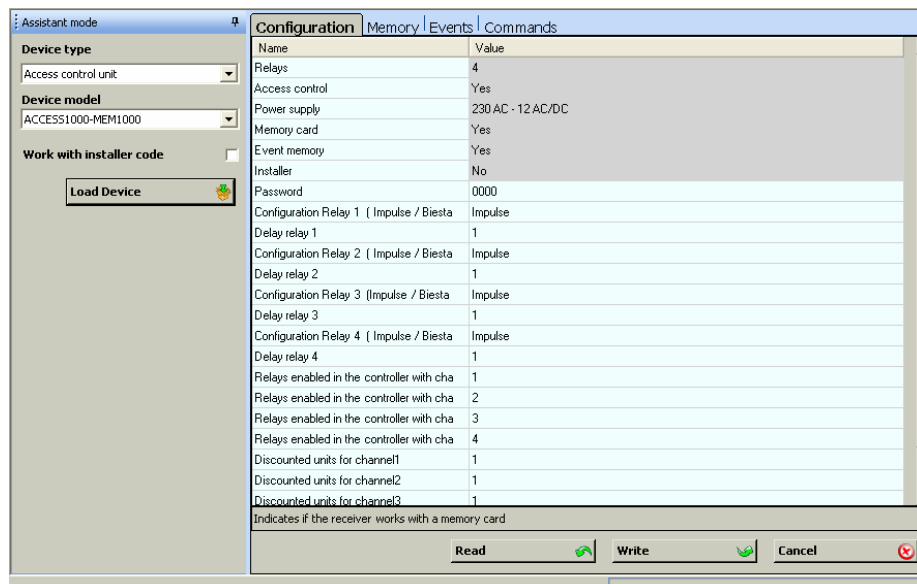 Assistant mode
Device type
Access control unit
Device model
ACCESS1000-MEM1000
Work with installer code
Load Device
Configuration Memory Events Commands
Name Value
Relays 4
Access control Yes
Power supply 230 AC - 12 AC/DC
Memory card Yes
Event memory Yes
Installer No
Password 0000
Configuration Relay 1 ( Impulse / Biesta Impulse
Delay relay 1 1
Configuration Relay 2 ( Impulse / Biesta Impulse
Delay relay 2 1
Configuration Relay 3 (Impulse / Biesta Impulse
Delay relay 3 1
Configuration Relay 4 ( Impulse / Biesta Impulse
Delay relay 4 1
Relays enabled in the controller with cha 1
Relays enabled in the controller with cha 2
Relays enabled in the controller with cha 3
Relays enabled in the controller with cha 4
Discounted units for channel1 1
Discounted units for channel2 1
Discounted units for channel3 1
Indicates if the receiver works with a memory card
Read Write Cancel